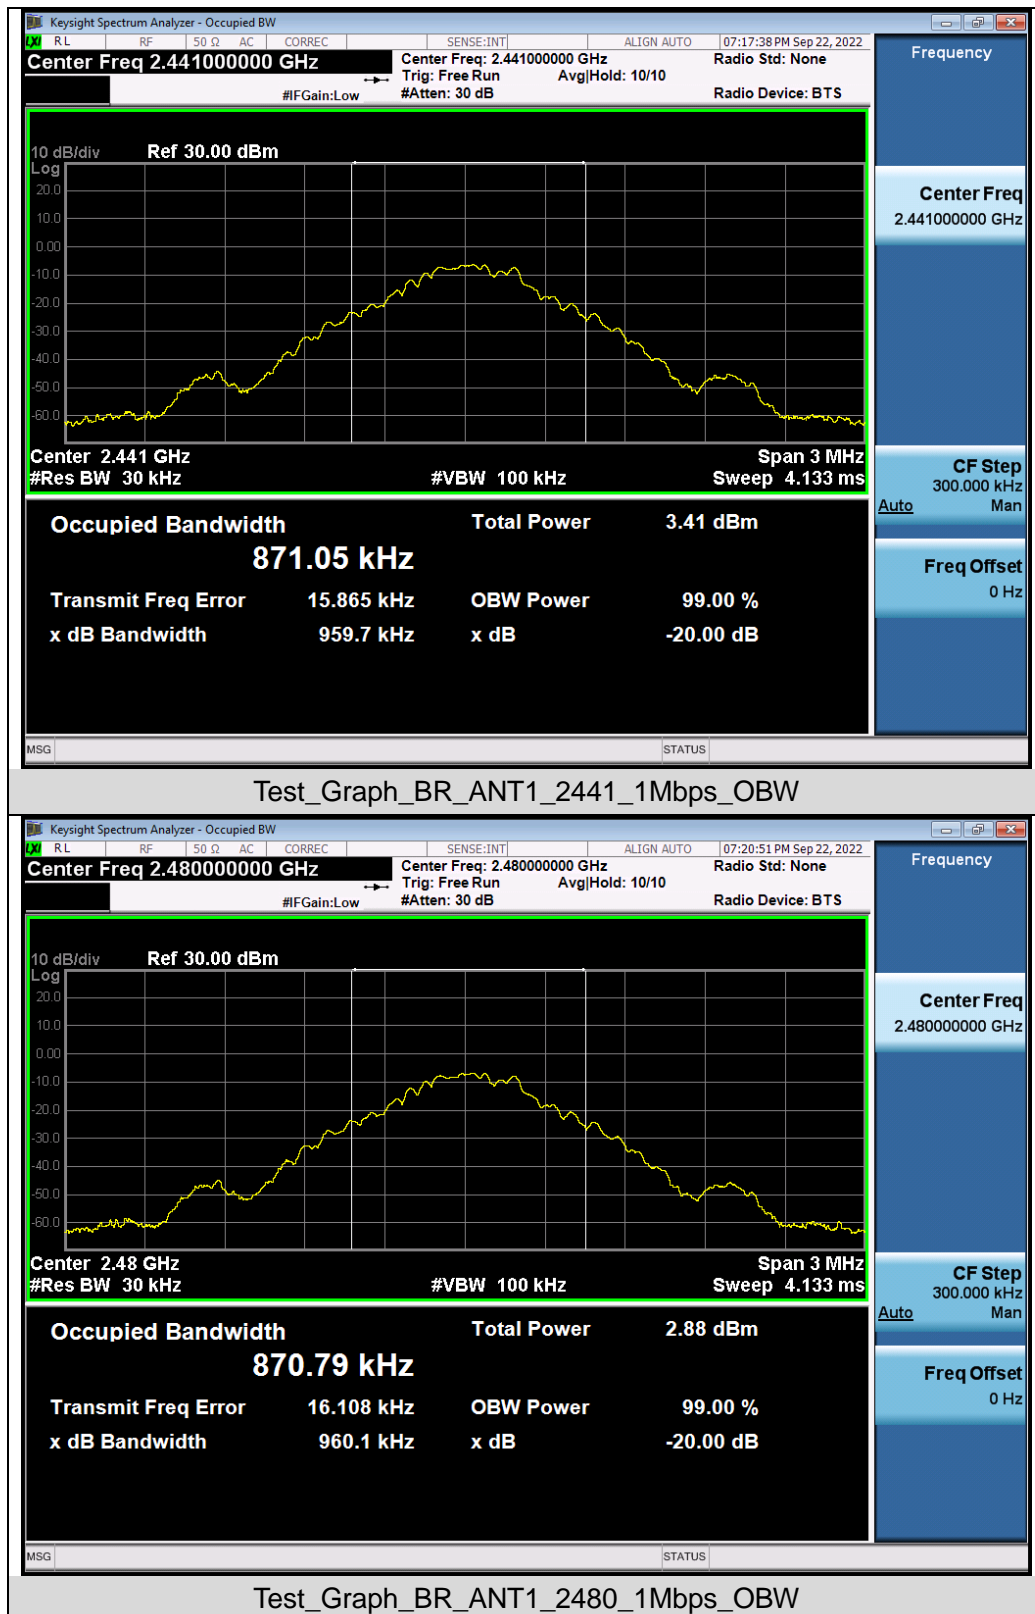 Keysight Spectrum Analyzer - Occupied BW
LXI RL RF 50 Ω AC CORREC SENSE:INT ALIGN AUTO 07:17:38 PM Sep 22, 2022
Center Freq 2.441000000 GHz Center Freq: 2.441000000 GHz Radio Std: None
Trig: Free Run Avg|Hold: 10/10
#IFGain:Low #Atten: 30 dB Radio Device: BTS
10 dB/div Ref 30.00 dBm
Log
20.0
10.0
0.00
-10.0
-20.0
-30.0
-40.0
-50.0
-60.0
Center 2.441 GHz Span 3 MHz
#Res BW 30 kHz #VBW 100 kHz Sweep 4.133 ms
Occupied Bandwidth Total Power 3.41 dBm
871.05 kHz
Transmit Freq Error 15.865 kHz OBW Power 99.00 %
x dB Bandwidth 959.7 kHz x dB -20.00 dB
MSG STATUS
Frequency
Center Freq
2.441000000 GHz
CF Step
300.000 kHz
Auto Man
Freq Offset
0 Hz
Test_Graph_BR_ANT1_2441_1Mbps_OBW
Keysight Spectrum Analyzer - Occupied BW
LXI RL RF 50 Ω AC CORREC SENSE:INT ALIGN AUTO 07:20:51 PM Sep 22, 2022
Center Freq 2.480000000 GHz Center Freq: 2.480000000 GHz Radio Std: None
Trig: Free Run Avg|Hold: 10/10
#IFGain:Low #Atten: 30 dB Radio Device: BTS
10 dB/div Ref 30.00 dBm
Log
20.0
10.0
0.00
-10.0
-20.0
-30.0
-40.0
-50.0
-60.0
Center 2.48 GHz Span 3 MHz
#Res BW 30 kHz #VBW 100 kHz Sweep 4.133 ms
Occupied Bandwidth Total Power 2.88 dBm
870.79 kHz
Transmit Freq Error 16.108 kHz OBW Power 99.00 %
x dB Bandwidth 960.1 kHz x dB -20.00 dB
MSG STATUS
Frequency
Center Freq
2.480000000 GHz
CF Step
300.000 kHz
Auto Man
Freq Offset
0 Hz
Test_Graph_BR_ANT1_2480_1Mbps_OBW